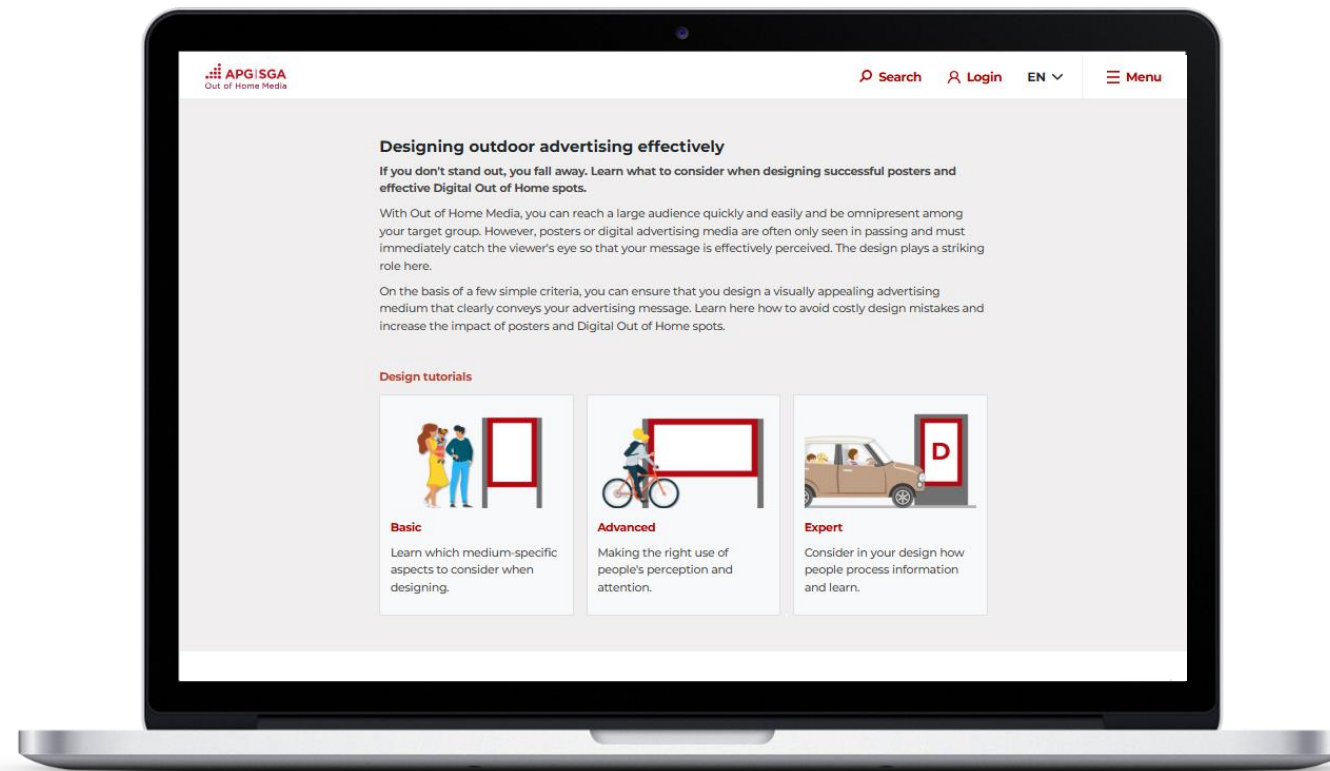 APG|SGA
Out of Home Media
Search
Login
EN
Menu
Designing outdoor advertising effectively
If you don't stand out, you fall away. Learn what to consider when designing successful posters and
effective Digital Out of Home spots.
With Out of Home Media, you can reach a large audience quickly and easily and be omnipresent among
your target group. However, posters or digital advertising media are often only seen in passing and must
immediately catch the viewer's eye so that your message is effectively perceived. The design plays a striking
role here.
On the basis of a few simple criteria, you can ensure that you design a visually appealing advertising
medium that clearly conveys your advertising message. Learn here how to avoid costly design mistakes and
increase the impact of posters and Digital Out of Home spots.
Design tutorials
D
Basic
Learn which medium-specific
aspects to consider when
designing.
Advanced
Making the right use of
people's perception and
attention.
Expert
Consider in your design how
people process information
and learn.